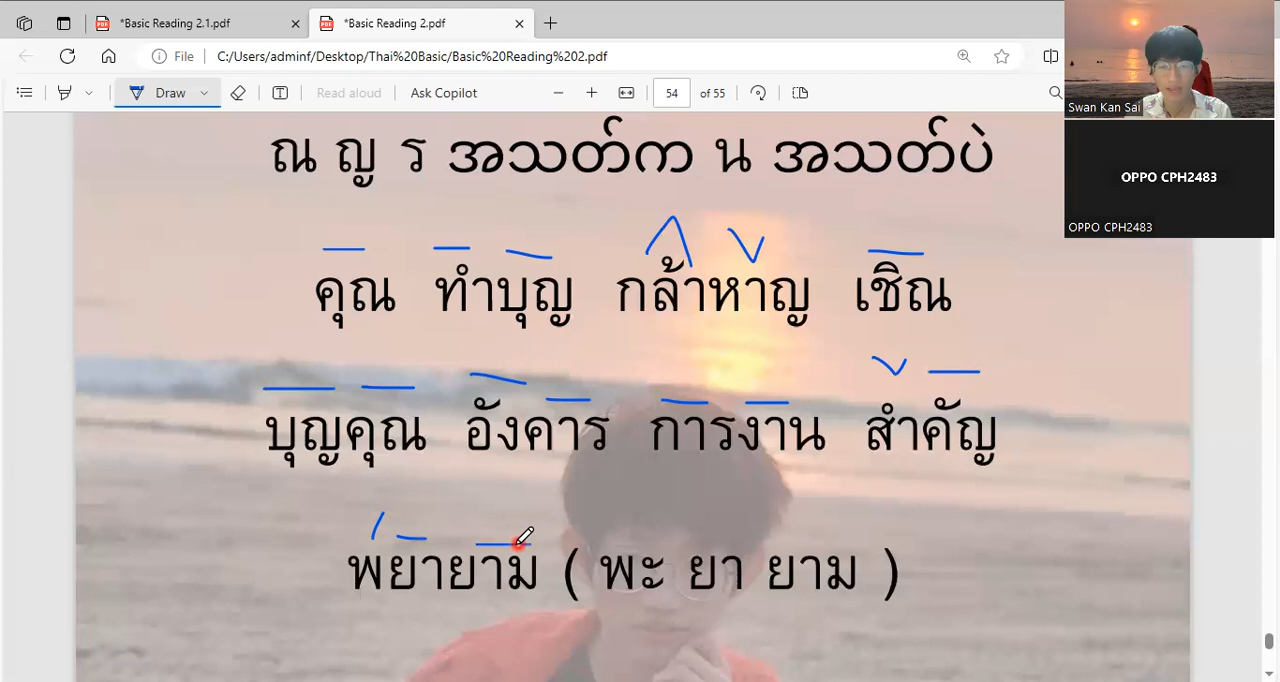 *Basic Reading 2.1.pdf
*Basic Reading 2.pdf
File
C:/Users/adminf/Desktop/Thai%20Basic/Basic%20Reading%202.pdf
Draw
Read aloud
Ask Copilot
54 of 55
Swan Kan Sai
OPPO CPH2483
OPPO CPH2483
ณ ญ ร အသတ်က น အသတ်ပဲ
คุณ ทำบุญ กล้าหาญ เชิณ
บุญคุณ อังคาร การงาน สำคัญ
พยายาม ( พะ ยา ยาม )